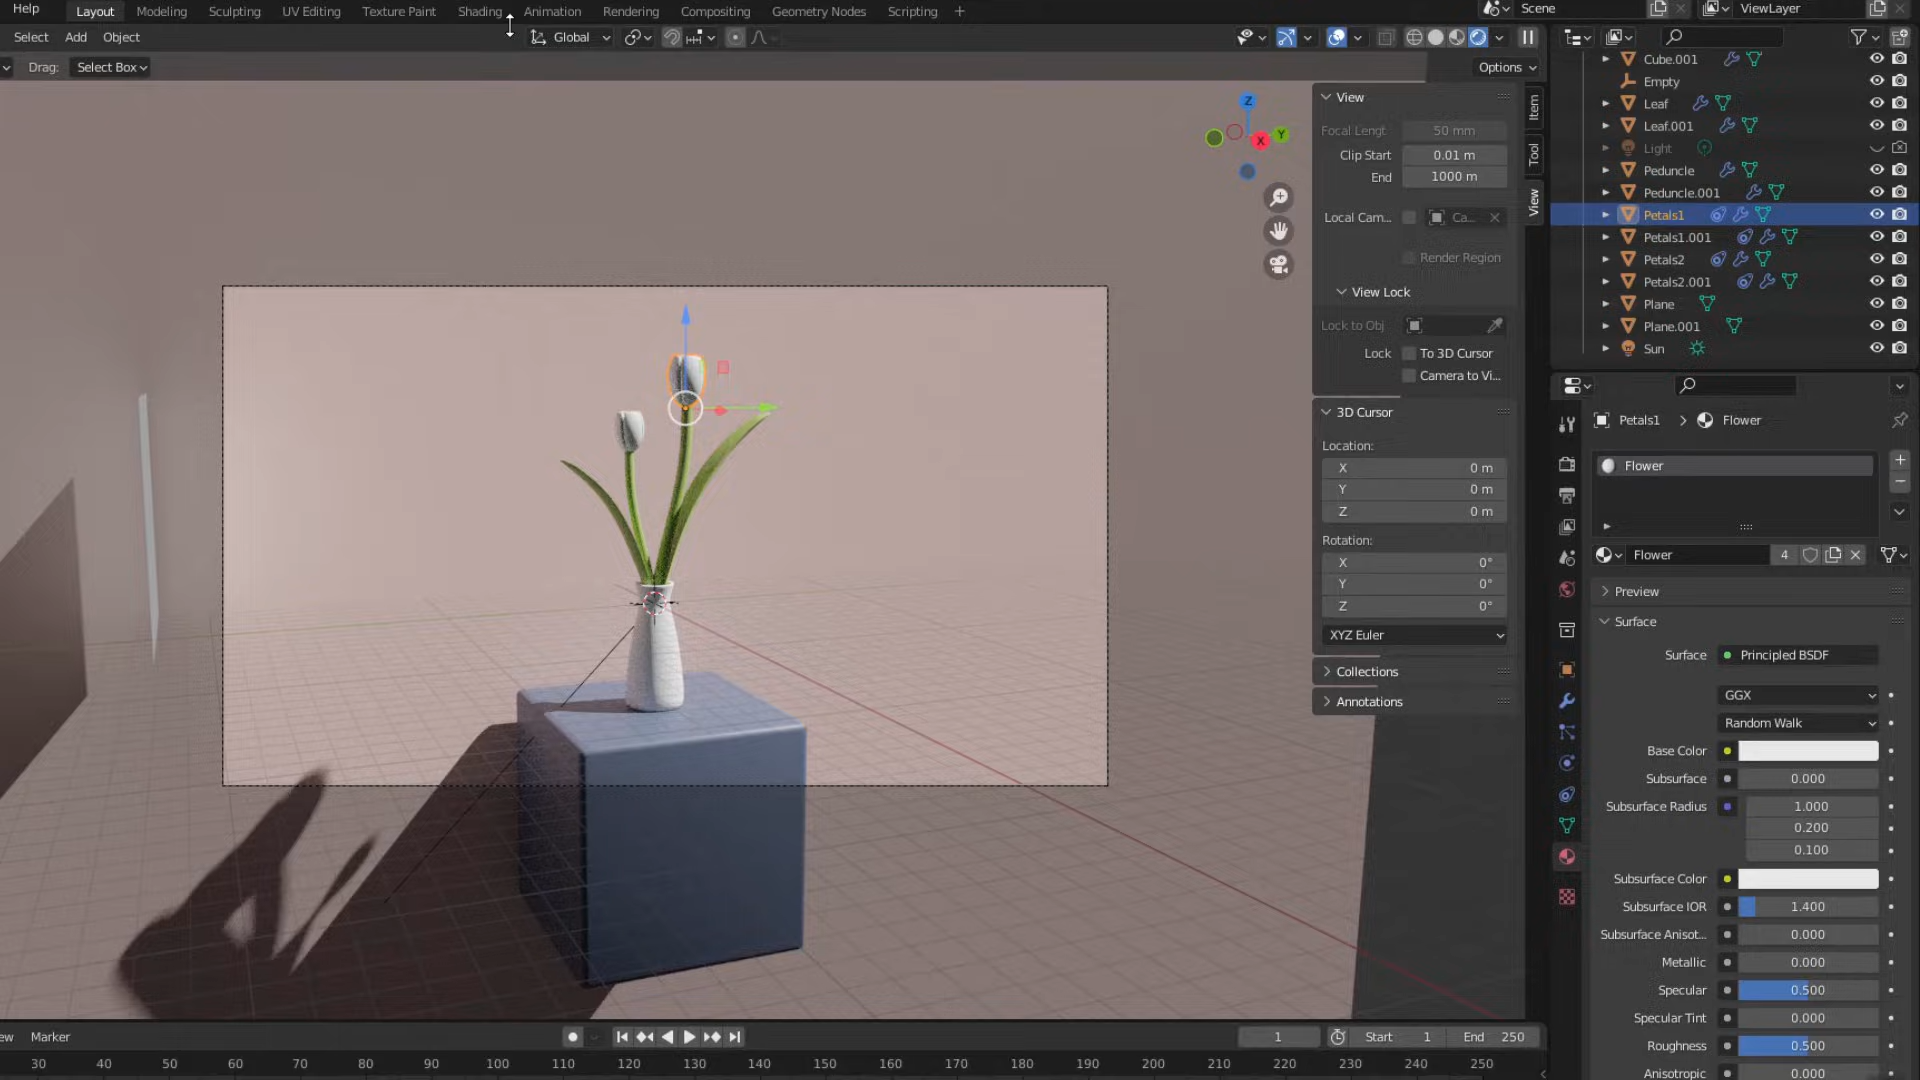 Help
Layout Modeling Sculpting UV Editing Texture Paint Shading Animation Rendering Compositing Geometry Nodes Scripting +
Scene ViewLayer
Select Add Object
Global
Drag: Select Box
Options
Z
Y
X
View
Focal Lengt 50 mm
Clip Start 0.01 m
End 1000 m
Local Cam... Ca...
Render Region
View Lock
Lock to Obj
Lock To 3D Cursor
Camera to Vi...
3D Cursor
Location:
X 0 m
Y 0 m
Z 0 m
Rotation:
X 0°
Y 0°
Z 0°
XYZ Euler
Collections
Annotations
Item
Tool
View
Cube.001
Empty
Leaf
Leaf.001
Light
Peduncle
Peduncle.001
Petals1
Petals1.001
Petals2
Petals2.001
Plane
Plane.001
Sun
Petals1 > Flower
Flower
Flower 4
Preview
Surface
Surface Principled BSDF
GGX
Random Walk
Base Color
Subsurface 0.000
Subsurface Radius 1.000
0.200
0.100
Subsurface Color
Subsurface IOR 1.400
Subsurface Anisot... 0.000
Metallic 0.000
Specular 0.500
Specular Tint 0.000
Roughness 0.500
Anisotropic 0.000
ew Marker
1 Start 1 End 250
30 40 50 60 70 80 90 100 110 120 130 140 150 160 170 180 190 200 210 220 230 240 250